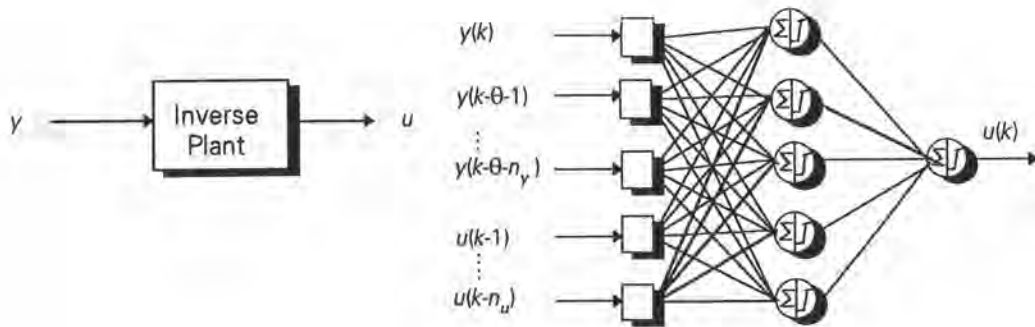 y
Inverse
Plant
u
y(k)
y(k-θ-1)
y(k-θ-n_y)
u(k-1)
u(k-n_u)
Σ∫
Σ∫
Σ∫
Σ∫
Σ∫
Σ∫
u(k)